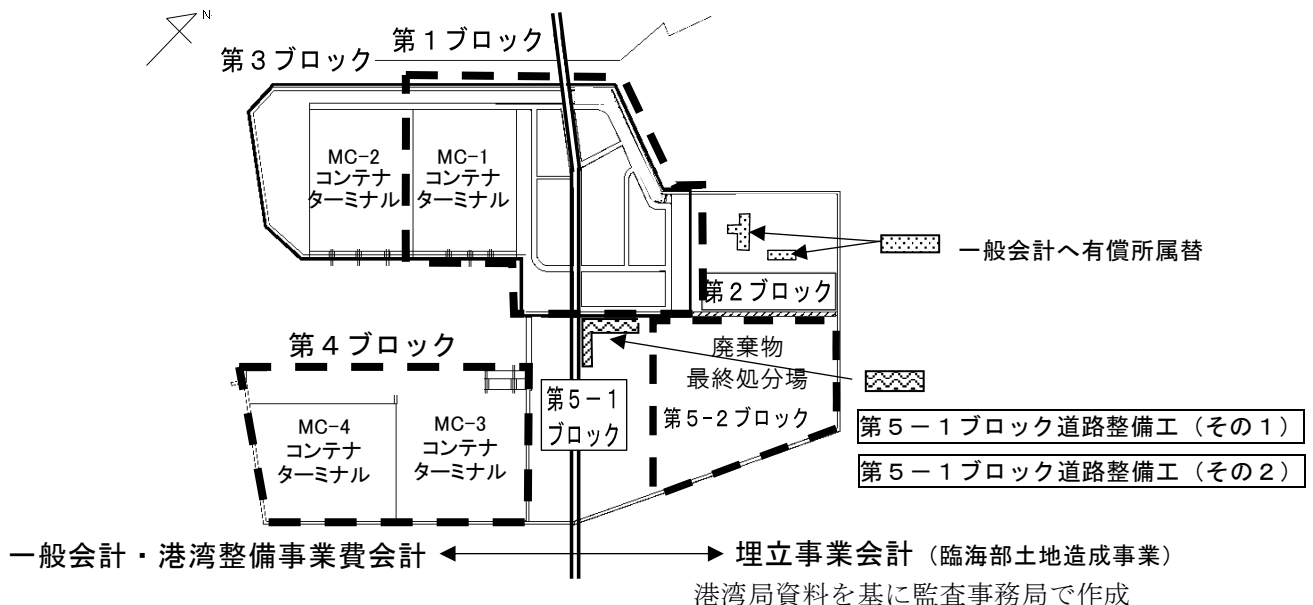 N
第1ブロック
第3ブロック
MC-2
コンテナ
ターミナル
MC-1
コンテナ
ターミナル
一般会計へ有償所属替
第2ブロック
第4ブロック
廃棄物
最終処分場
第5-1
ブロック
第5-2ブロック
MC-4
コンテナ
ターミナル
MC-3
コンテナ
ターミナル
第5-1ブロック道路整備工(その1)
第5-1ブロック道路整備工(その2)
一般会計・港湾整備事業費会計
埋立事業会計(臨海部土地造成事業)
港湾局資料を基に監査事務局で作成